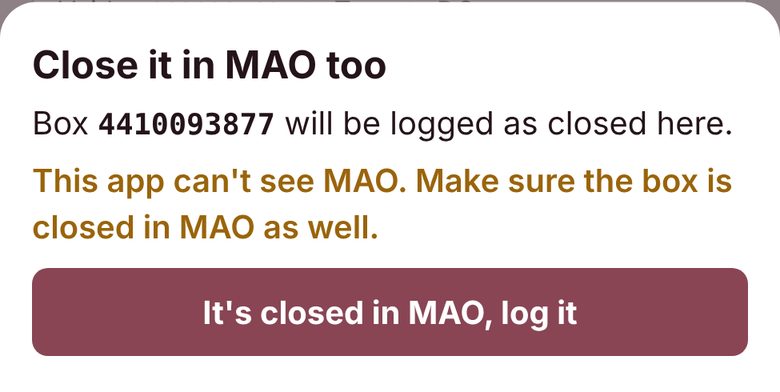 Close it in MAO too
Box 4410093877 will be logged as closed here.
This app can't see MAO. Make sure the box is
closed in MAO as well.
It's closed in MAO, log it